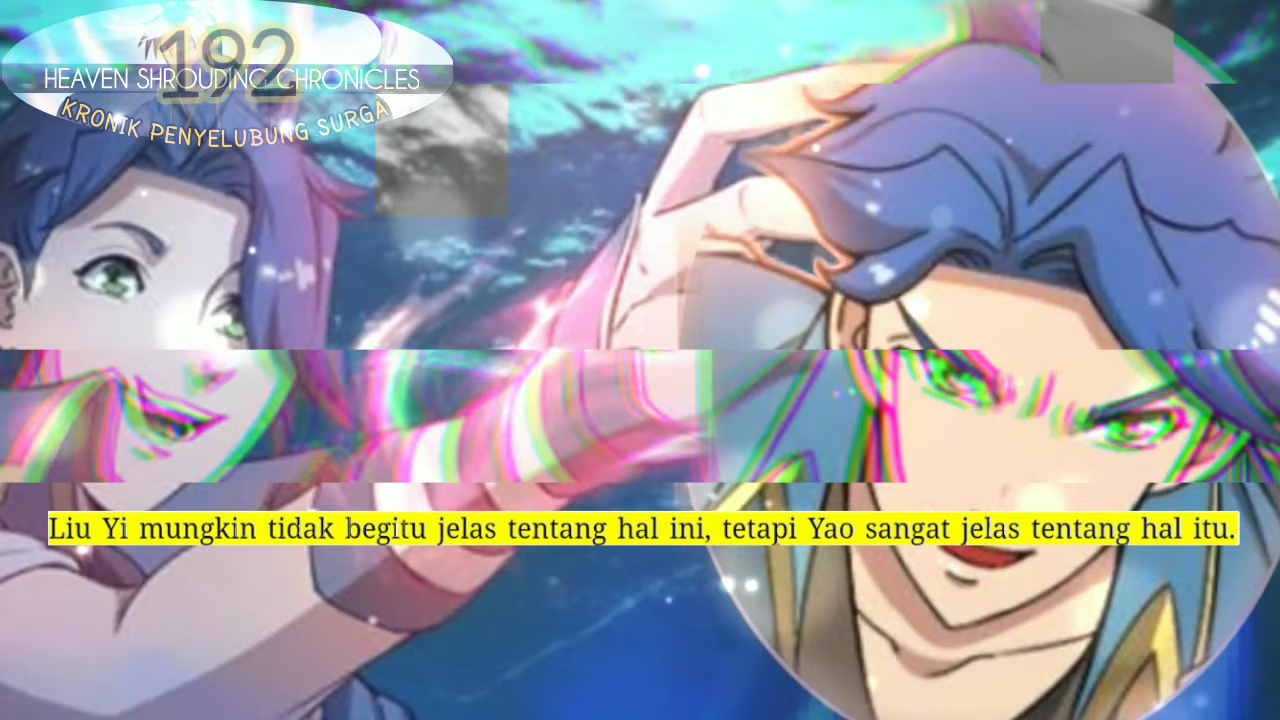 192
HEAVEN SHROUDING CHRONICLES
KRONIK PENYELUBUNG SURGA
Liu Yi mungkin tidak begitu jelas tentang hal ini, tetapi Yao sangat jelas tentang hal itu.